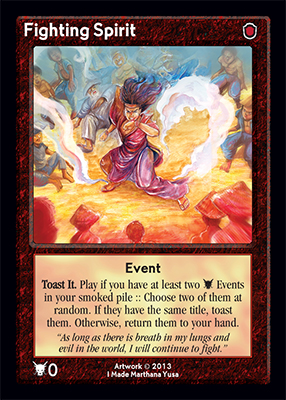 Fighting Spirit
Event
Toast It. Play if you have at least two Events
in your smoked pile :: Choose two of them at
random. If they have the same title, toast
them. Otherwise, return them to your hand.
"As long as there is breath in my lungs and
evil in the world, I will continue to fight."
Artwork © 2013
I Made Marthana Yusa
0